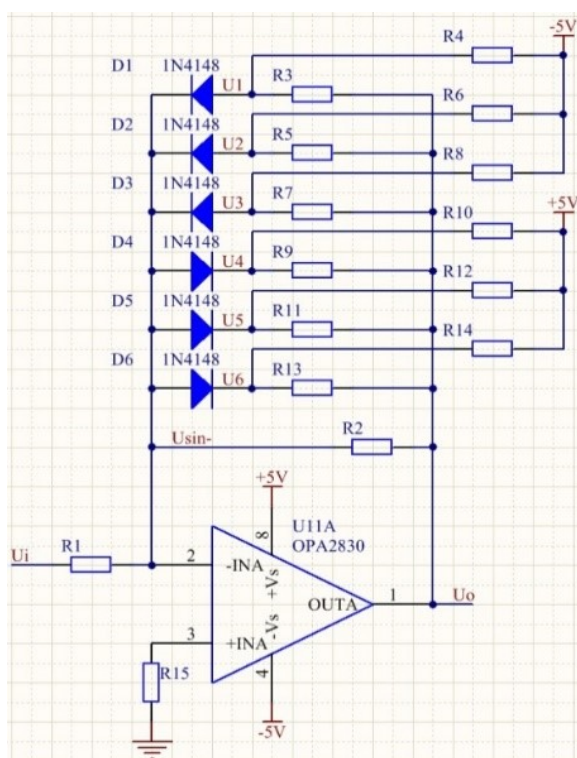 -5V
R4
D1 1N4148 U1 R3
R6
D2 1N4148 U2 R5
R8
D3 1N4148 U3 R7
+5V
R10
D4 1N4148 U4 R9
R12
D5 1N4148 U5 R11
R14
D6 1N4148 U6 R13
Usin- R2
+5V
U11A
OPA2830
8
Ui R1 2 -INA +Vs
OUTA 1 Uo
3 +INA -Vs
R15 4
-5V